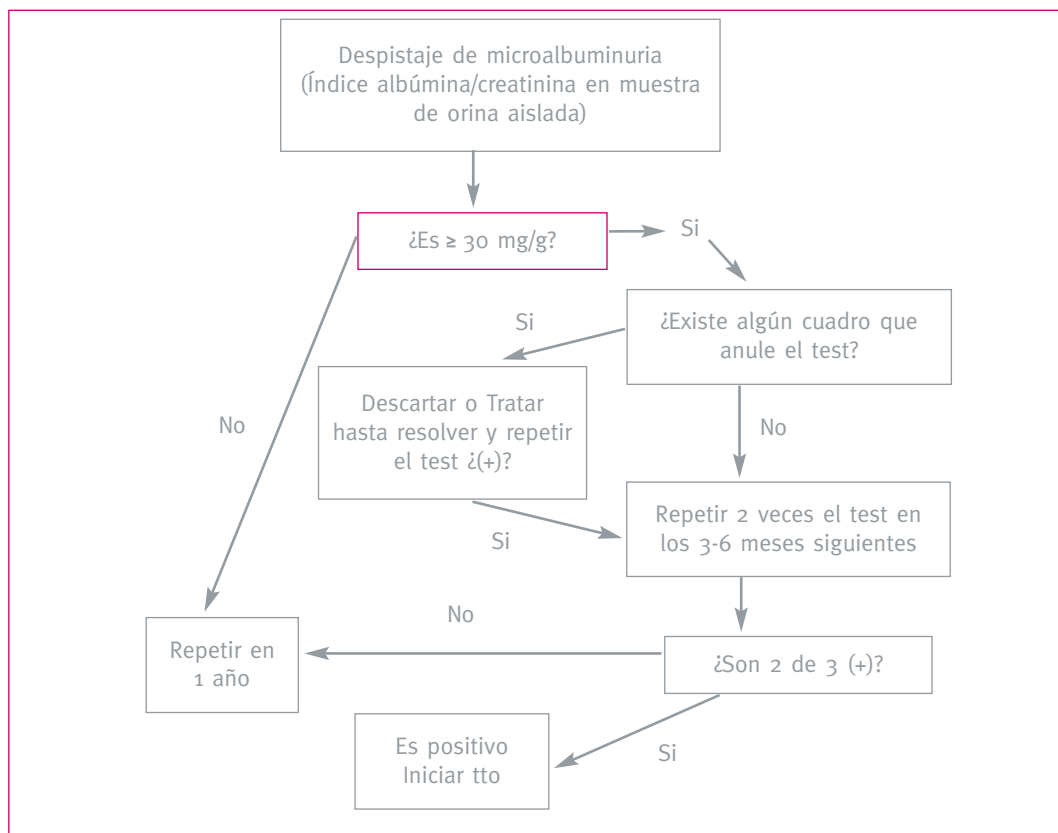 Despistaje de microalbuminuria
(Índice albúmina/creatinina en muestra
de orina aislada)
¿Es ≥ 30 mg/g?
Si
¿Existe algún cuadro que
anule el test?
Si
Descartar o Tratar
hasta resolver y repetir
el test ¿(+)?
No
No
Repetir 2 veces el test en
los 3-6 meses siguientes
Si
No
Repetir en
1 año
¿Son 2 de 3 (+)?
Es positivo
Iniciar tto
Si